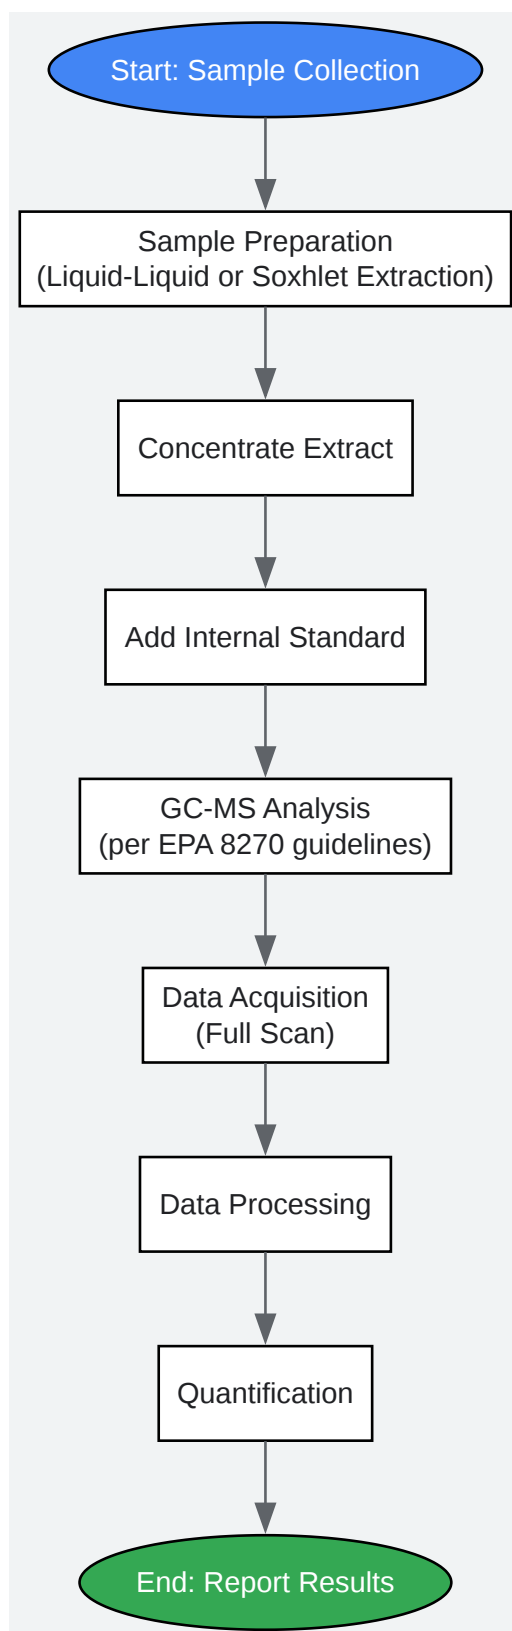 Start: Sample Collection
Sample Preparation
(Liquid-Liquid or Soxhlet Extraction)
Concentrate Extract
Add Internal Standard
GC-MS Analysis
(per EPA 8270 guidelines)
Data Acquisition
(Full Scan)
Data Processing
Quantification
End: Report Results